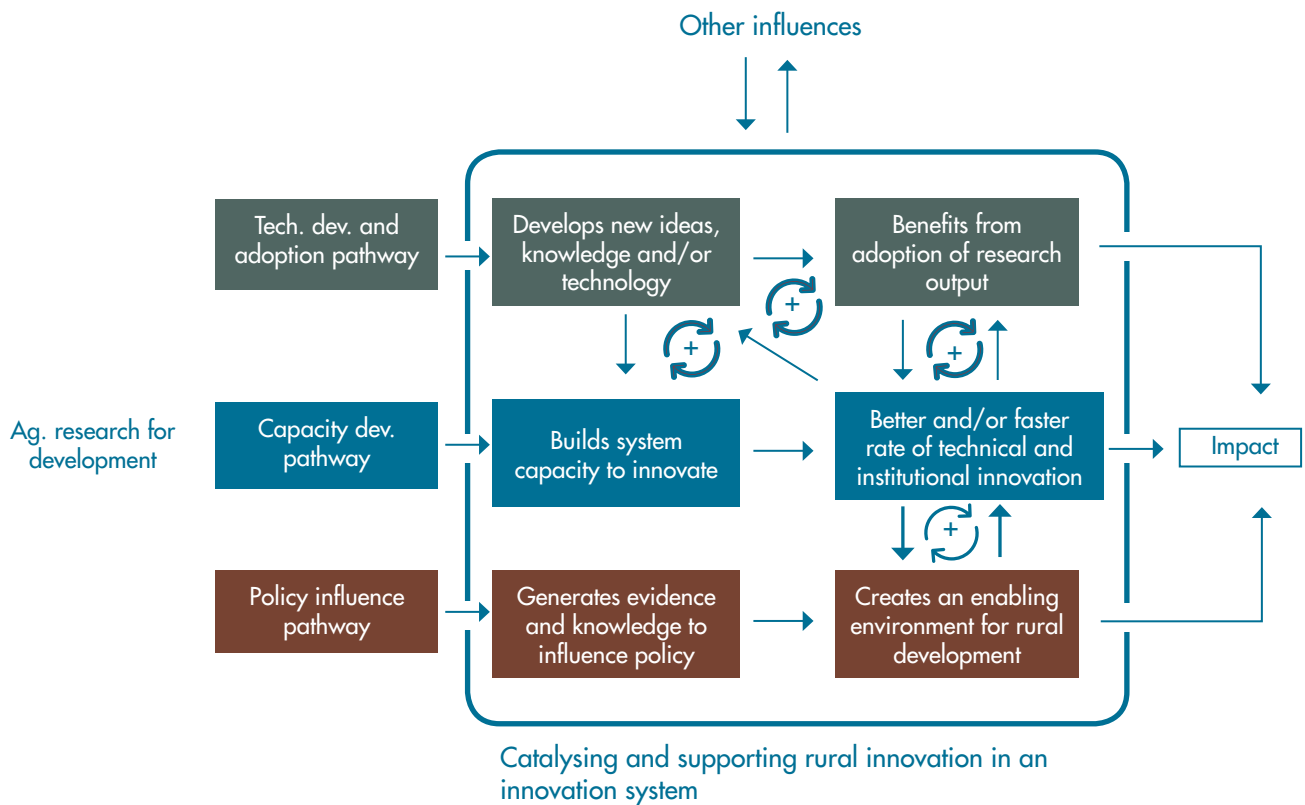 Other influences
Tech. dev. and
adoption pathway
Develops new ideas,
knowledge and/or
technology
Benefits from
adoption of research
output
+
+
+
Ag. research for
development
Capacity dev.
pathway
Builds system
capacity to innovate
Better and/or faster
rate of technical and
institutional innovation
Impact
+
Policy influence
pathway
Generates evidence
and knowledge to
influence policy
Creates an enabling
environment for rural
development
Catalysing and supporting rural innovation in an
innovation system